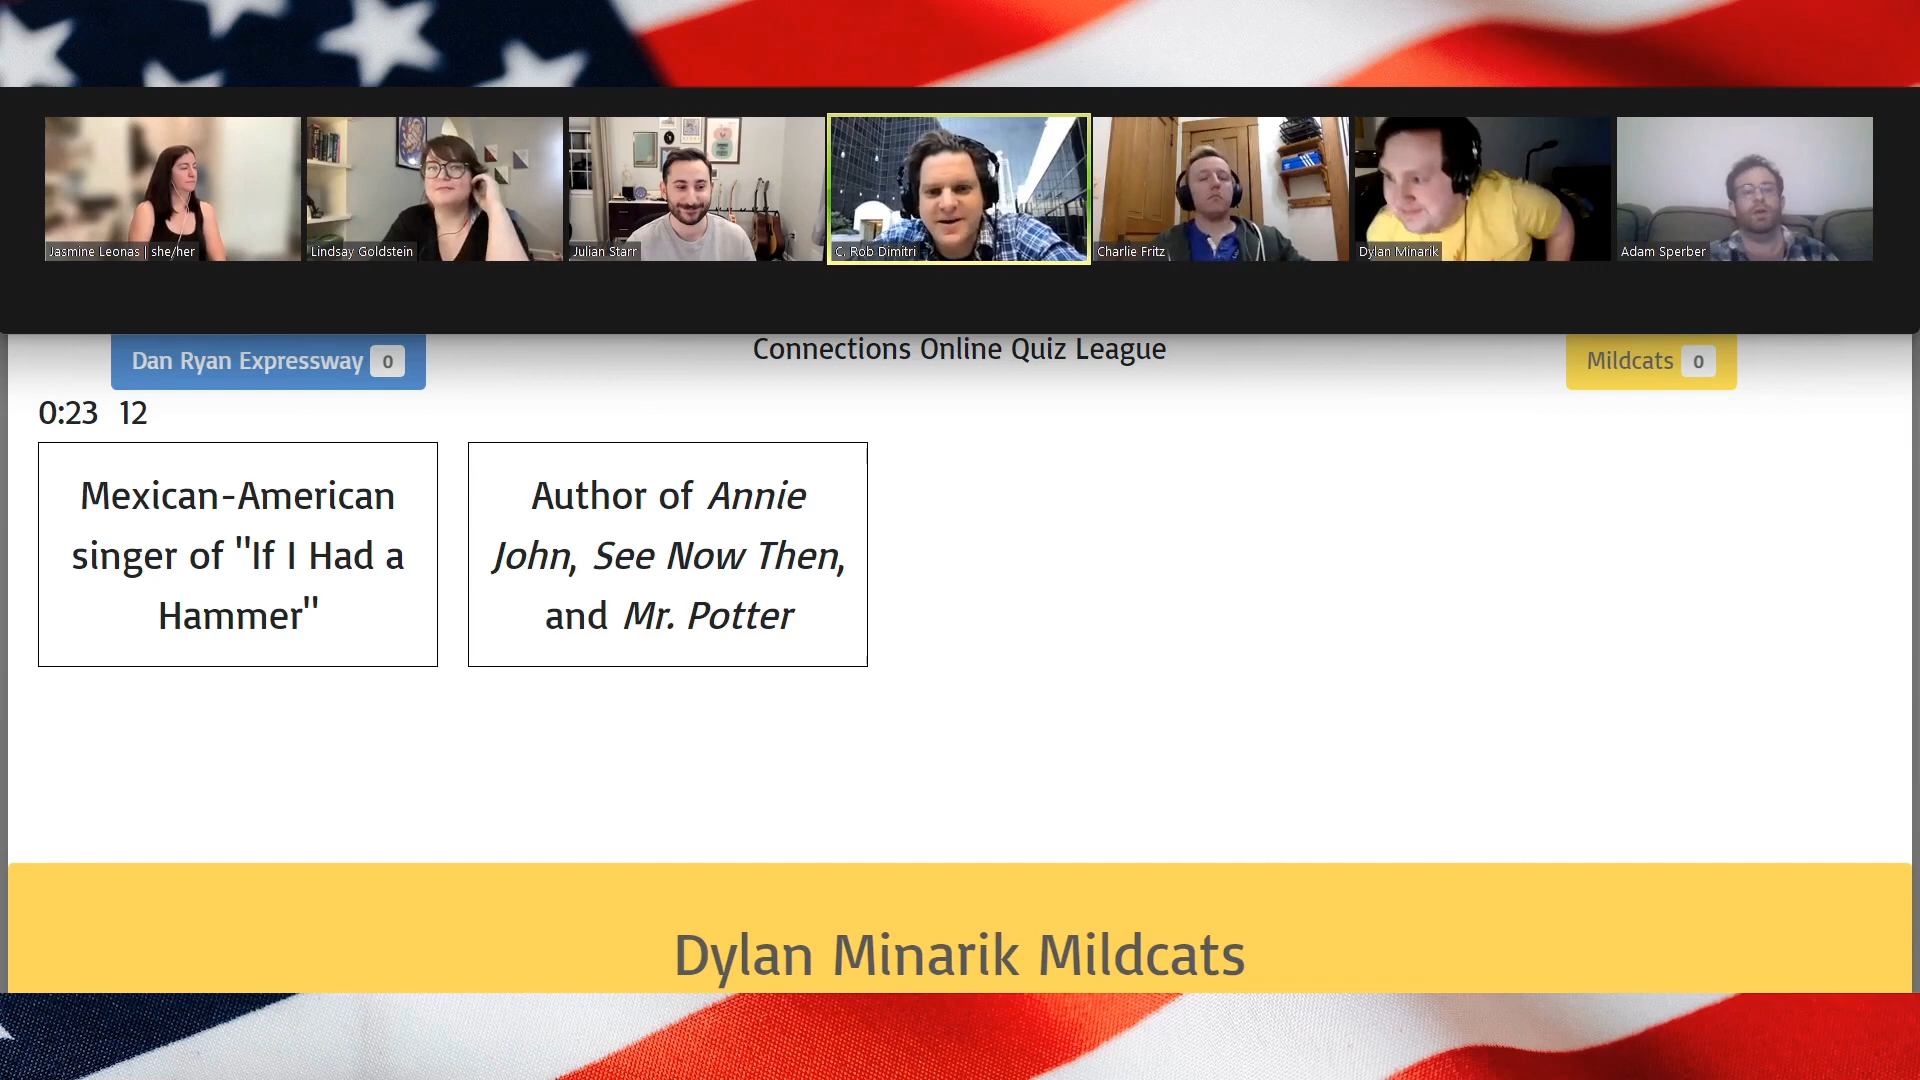 Jasmine Leonas | she/her
Lindsay Goldstein
Julian Starr
C. Rob Dimitri
Charlie Fritz
Dylan Minarik
Adam Sperber
Dan Ryan Expressway 0
Connections Online Quiz League
Mildcats 0
0:23 12
Mexican-American
singer of "If I Had a
Hammer"
Author of Annie
John, See Now Then,
and Mr. Potter
Dylan Minarik Mildcats